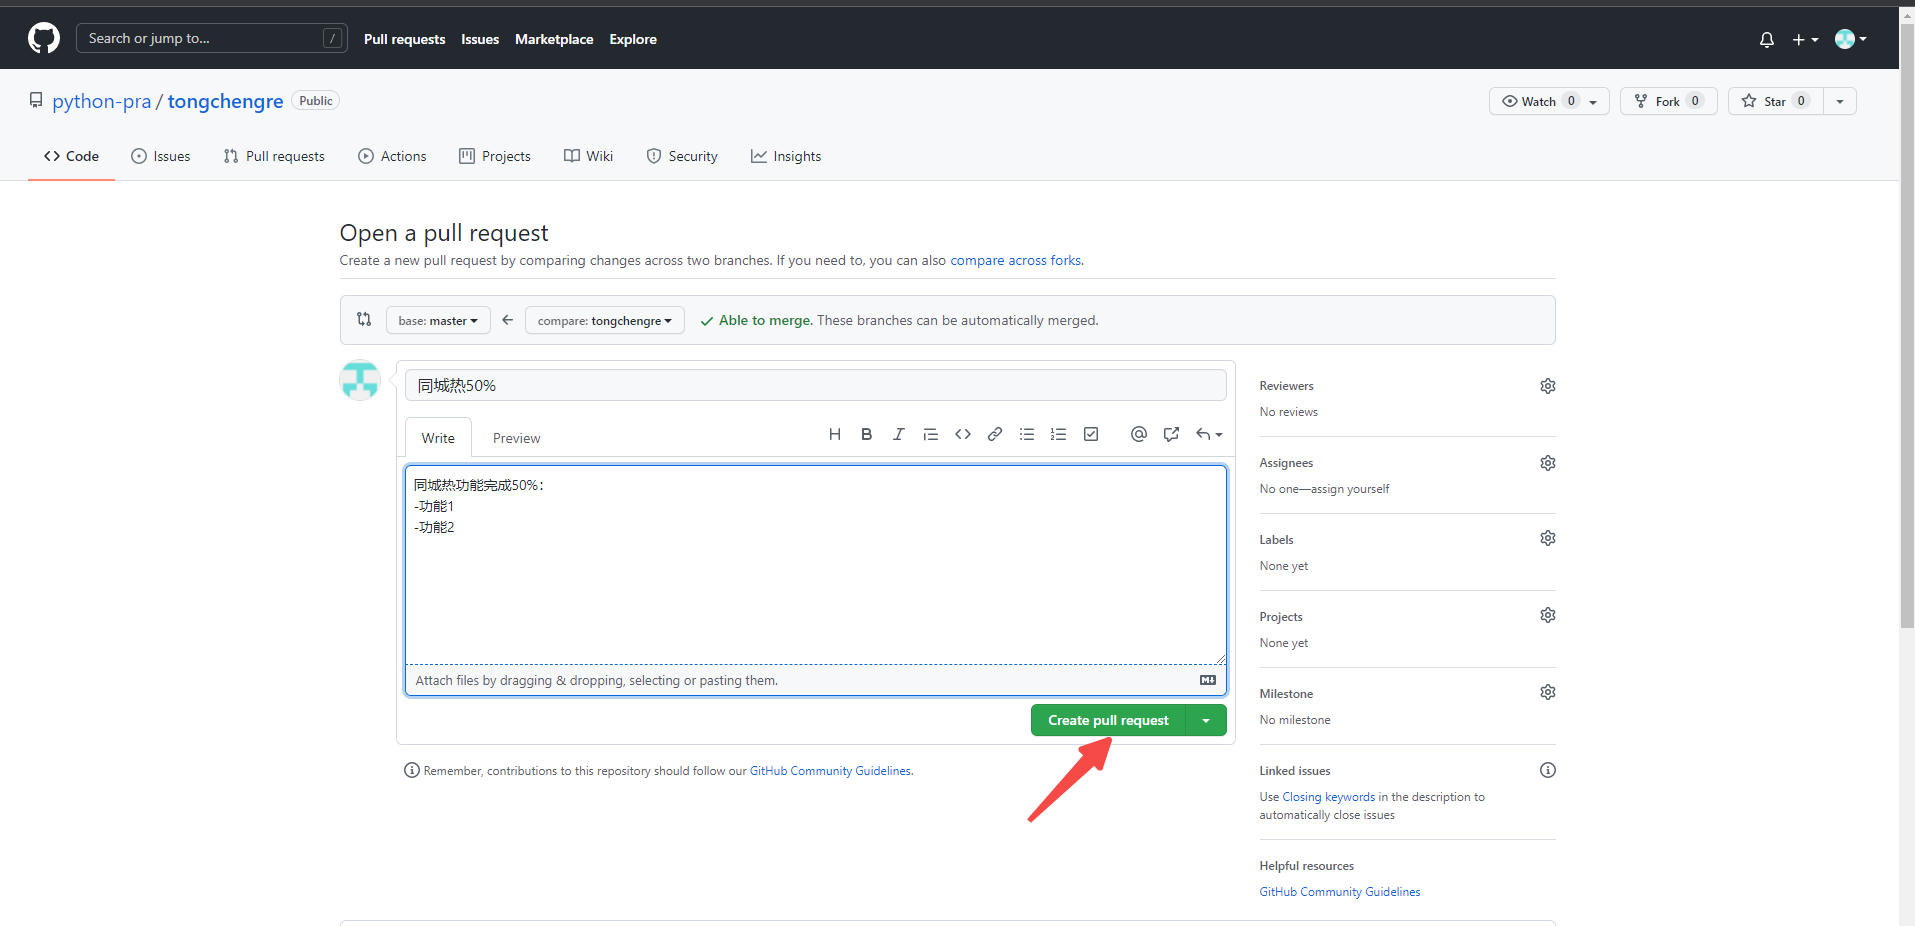 Search or jump to... /
Pull requests Issues Marketplace Explore
python-pra / tongchengre Public
Watch 0 Fork 0 Star 0
Code Issues Pull requests Actions Projects Wiki Security Insights
Open a pull request
Create a new pull request by comparing changes across two branches. If you need to, you can also compare across forks.
base: master compare: tongchengre Able to merge. These branches can be automatically merged.
同城热50%
Write Preview
同城热功能完成50%：
-功能1
-功能2
Attach files by dragging & dropping, selecting or pasting them.
Create pull request
Remember, contributions to this repository should follow our GitHub Community Guidelines.
Reviewers
No reviews
Assignees
No one—assign yourself
Labels
None yet
Projects
None yet
Milestone
No milestone
Linked issues
Use Closing keywords in the description to
automatically close issues
Helpful resources
GitHub Community Guidelines